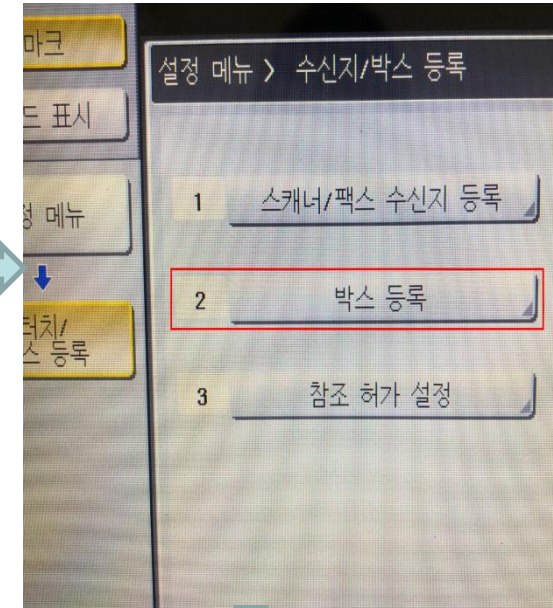 마크
드 표시
정 메뉴
터치/
스 등록
설정 메뉴 > 수신지/박스 등록
1 스캐너/팩스 수신지 등록
2 박스 등록
3 참조 허가 설정